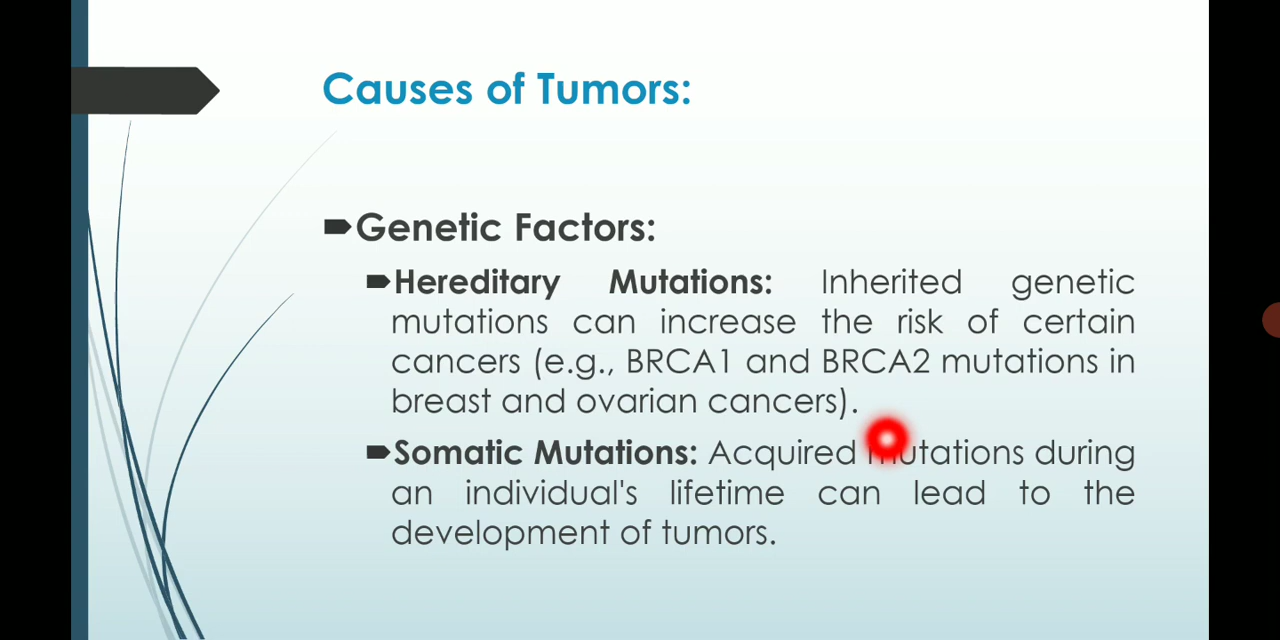 Causes of Tumors:
Genetic Factors:
Hereditary Mutations: Inherited genetic
mutations can increase the risk of certain
cancers (e.g., BRCA1 and BRCA2 mutations in
breast and ovarian cancers).
Somatic Mutations: Acquired mutations during
an individual's lifetime can lead to the
development of tumors.